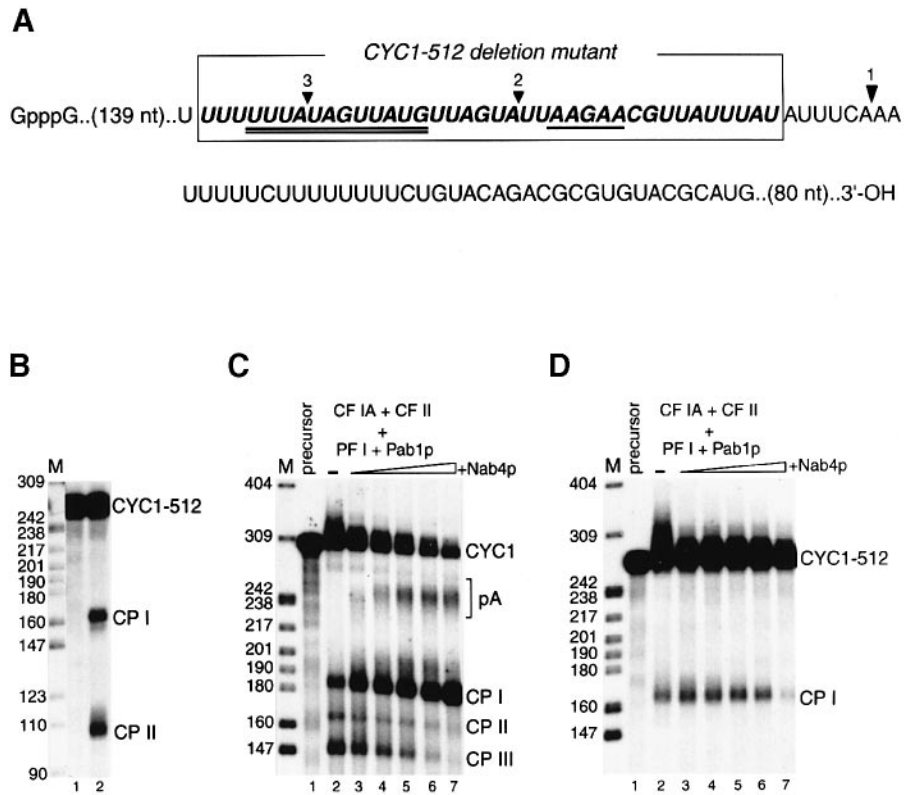 A
CYC1-512 deletion mutant
3 2 1
GpppG..(139 nt)..U UUUUUUAUAGUUAUGUUAGUAUUAAGAACGUUAUUUAUAUUUCAAA
UUUUUCUUUUUUUUCUGUACAGACGCGUGUACGCAUG..(80 nt)..3'-OH
B
M
309
242
238
217
201
190
180
160
147
123
110
90
CYC1-512
CP I
CP II
1 2
C
precursor
CF IA + CF II
+
PF I + Pab1p
M – +Nab4p
404
309
242
238
217
201
190
180
160
147
CYC1
pA
CP I
CP II
CP III
1 2 3 4 5 6 7
D
precursor
CF IA + CF II
+
PF I + Pab1p
M – +Nab4p
404
309
242
238
217
201
190
180
160
147
CYC1-512
CP I
1 2 3 4 5 6 7